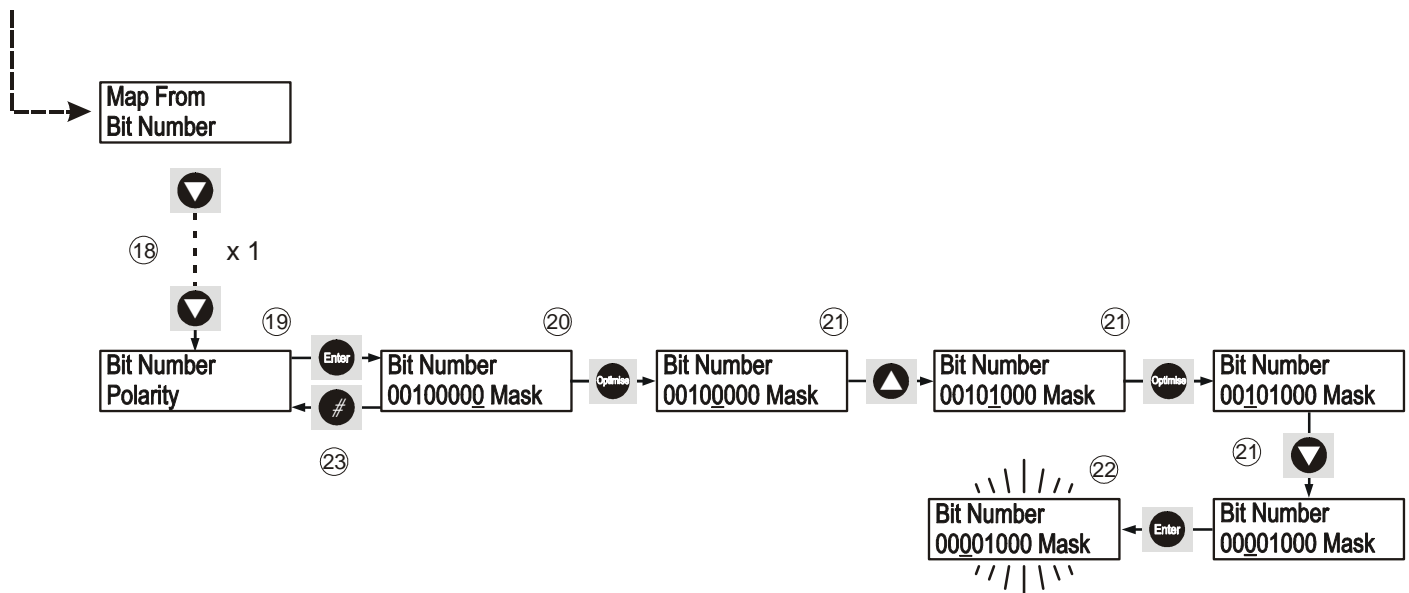 Map From
Bit Number
⑱ x 1
⑲ ⑳ ㉑ ㉑
Bit Number
Polarity
Enter
#
㉓
Bit Number
00100000 Mask
Optimise
Bit Number
00100000 Mask
Bit Number
00101000 Mask
Optimise
Bit Number
00101000 Mask
㉑
㉒
Bit Number
00001000 Mask
Enter
Bit Number
00001000 Mask